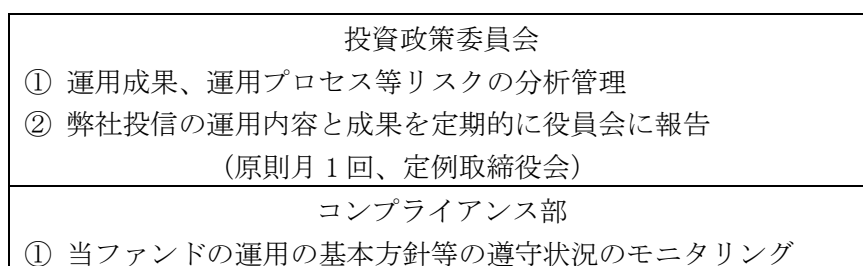 投資政策委員会
① 運用成果、運用プロセス等リスクの分析管理
② 弊社投信の運用内容と成果を定期的に役員会に報告
（原則月１回、定例取締役会）
コンプライアンス部
① 当ファンドの運用の基本方針等の遵守状況のモニタリング